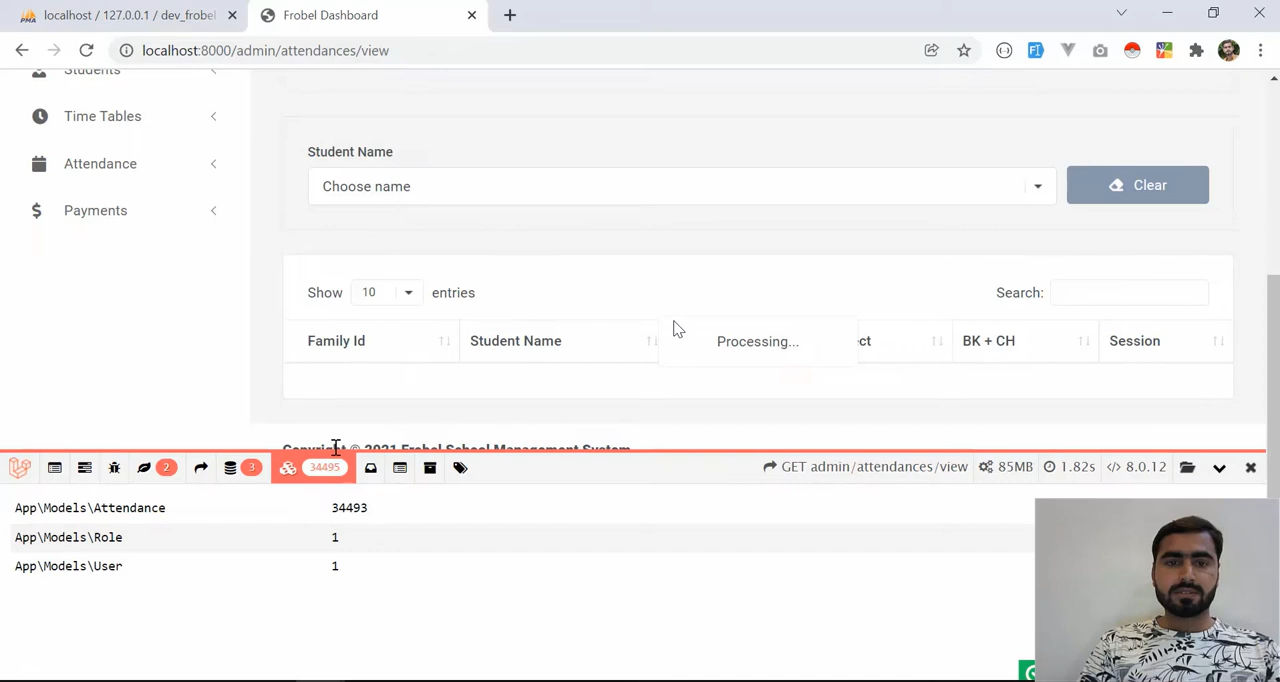 localhost / 127.0.0.1 / dev_frobel
Frobel Dashboard
localhost:8000/admin/attendances/view
Students
Time Tables
Attendance
Payments
Student Name
Choose name
Clear
Show 10 entries
Search:
Family Id
Student Name
Processing...
ct
BK + CH
Session
Copyright © 2021 Frobel School Management System
2
3
34495
GET admin/attendances/view
85MB
1.82s
</> 8.0.12
App\Models\Attendance 34493
App\Models\Role 1
App\Models\User 1